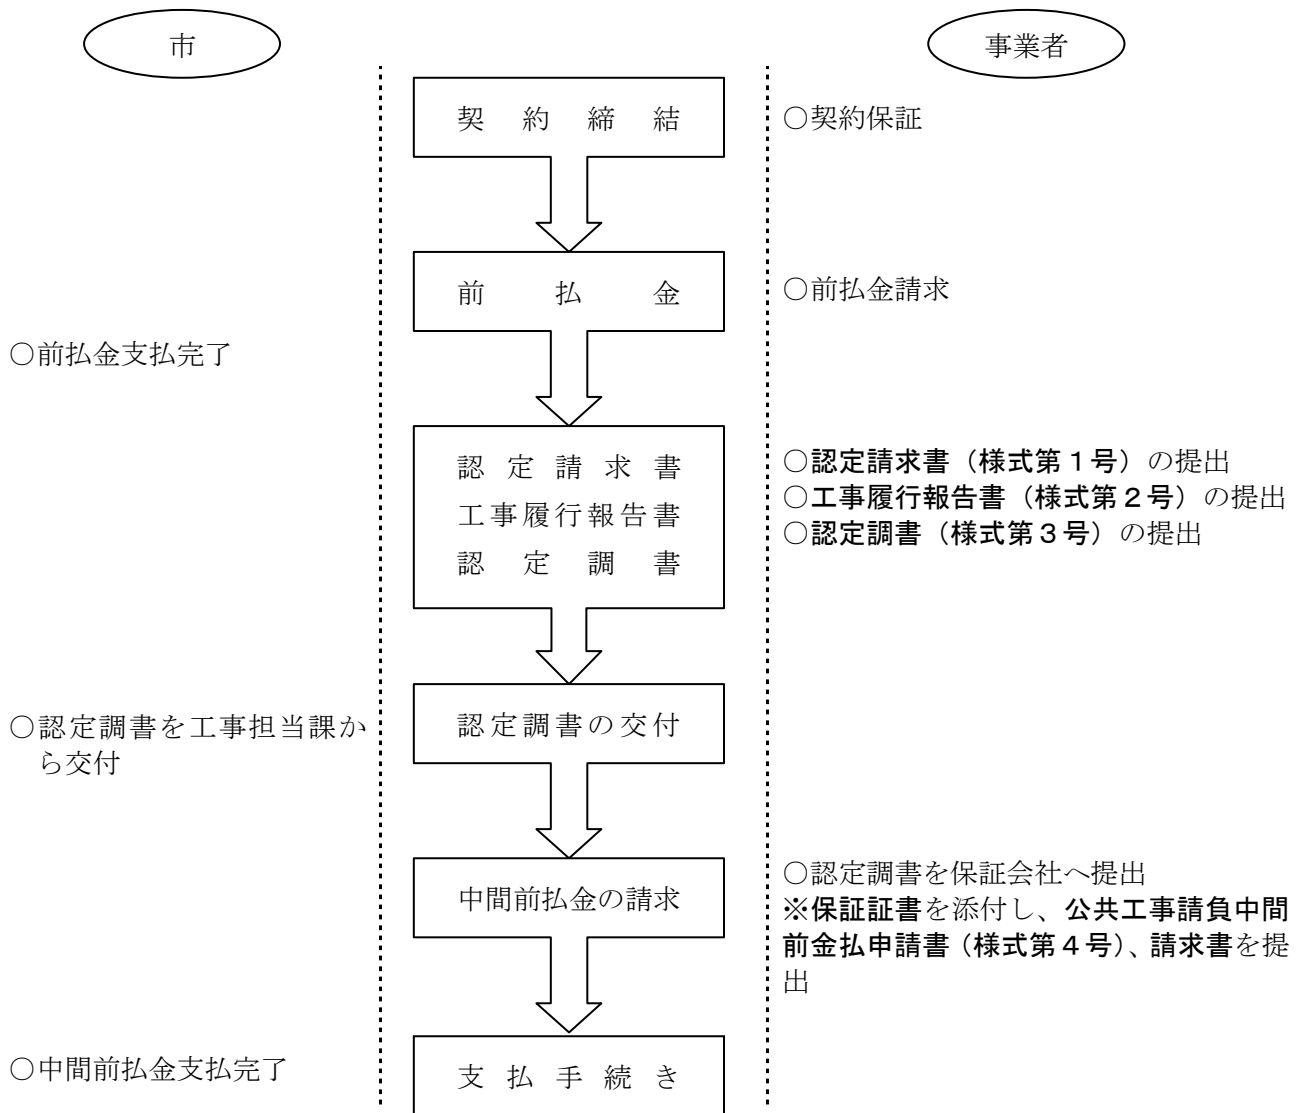 市
事業者
契約締結
○契約保証
前払金
○前払金請求
○前払金支払完了
認定請求書
工事履行報告書
認定調書
○認定請求書（様式第１号）の提出
○工事履行報告書（様式第２号）の提出
○認定調書（様式第３号）の提出
○認定調書を工事担当課か
ら交付
認定調書の交付
中間前払金の請求
○認定調書を保証会社へ提出
※保証証書を添付し、公共工事請負中間
前金払申請書（様式第４号）、請求書を提
出
○中間前払金支払完了
支払手続き